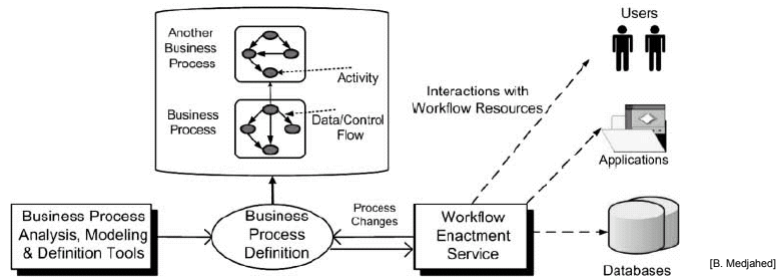 Another
Business
Process
Activity
Business
Process
Data/Control
Flow
Users
Interactions with
Workflow Resources
Applications
Business Process
Analysis, Modeling
& Definition Tools
Business
Process
Definition
Process
Changes
Workflow
Enactment
Service
Databases
[B. Medjahed]